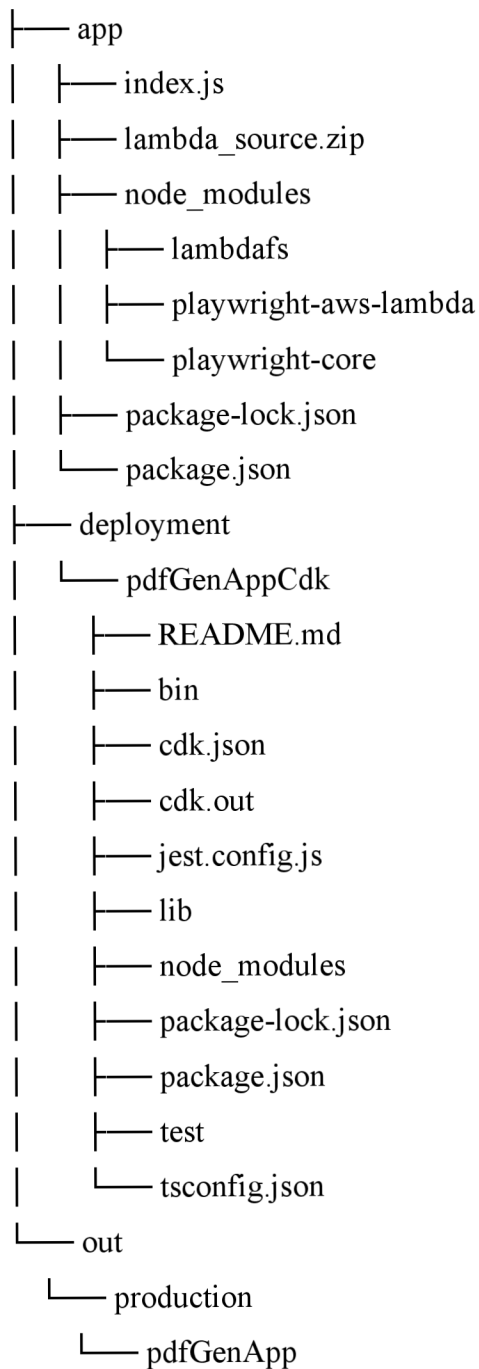 ├── app
│   ├── index.js
│   ├── lambda_source.zip
│   ├── node_modules
│   │   ├── lambdafs
│   │   ├── playwright-aws-lambda
│   │   └── playwright-core
│   ├── package-lock.json
│   └── package.json
├── deployment
│   └── pdfGenAppCdk
│       ├── README.md
│       ├── bin
│       ├── cdk.json
│       ├── cdk.out
│       ├── jest.config.js
│       ├── lib
│       ├── node_modules
│       ├── package-lock.json
│       ├── package.json
│       ├── test
│       └── tsconfig.json
└── out
    └── production
        └── pdfGenApp